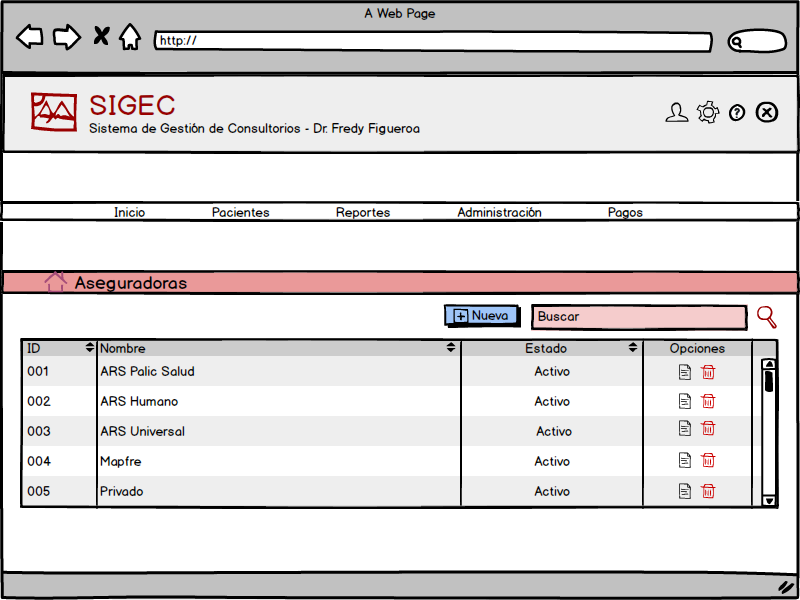 A Web Page
http://
SIGEC
Sistema de Gestión de Consultorios - Dr. Fredy Figueroa
Inicio Pacientes Reportes Administración Pagos
Aseguradoras
Nueva Buscar
ID Nombre Estado Opciones
001 ARS Palic Salud Activo
002 ARS Humano Activo
003 ARS Universal Activo
004 Mapfre Activo
005 Privado Activo